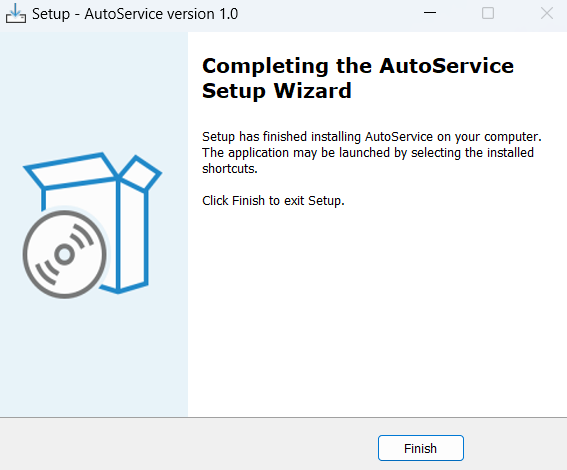 Setup - AutoService version 1.0
Completing the AutoService
Setup Wizard
Setup has finished installing AutoService on your computer.
The application may be launched by selecting the installed
shortcuts.
Click Finish to exit Setup.
Finish